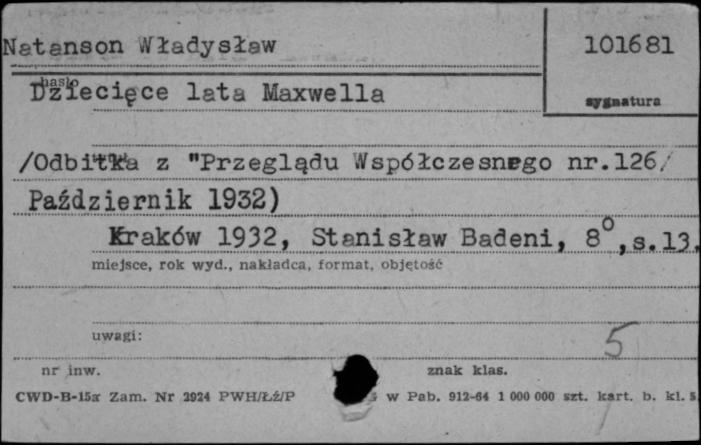 Natanson Władysław
101681
hasło
sygnatura
Dziecięce lata Maxwella
/Odbitka z "Przeglądu Współczesnego nr.126/
Październik 1932)
Kraków 1932, Stanisław Badeni, 8°, s.13.
miejsce, rok wyd., nakładca, format, objętość
uwagi:
5
nr inw.
znak klas.
CWD-B-15a Zam. Nr 2924 PWH/Łź/P w Pab. 912-64 1 000 000 szt. kart. b. kl. 5